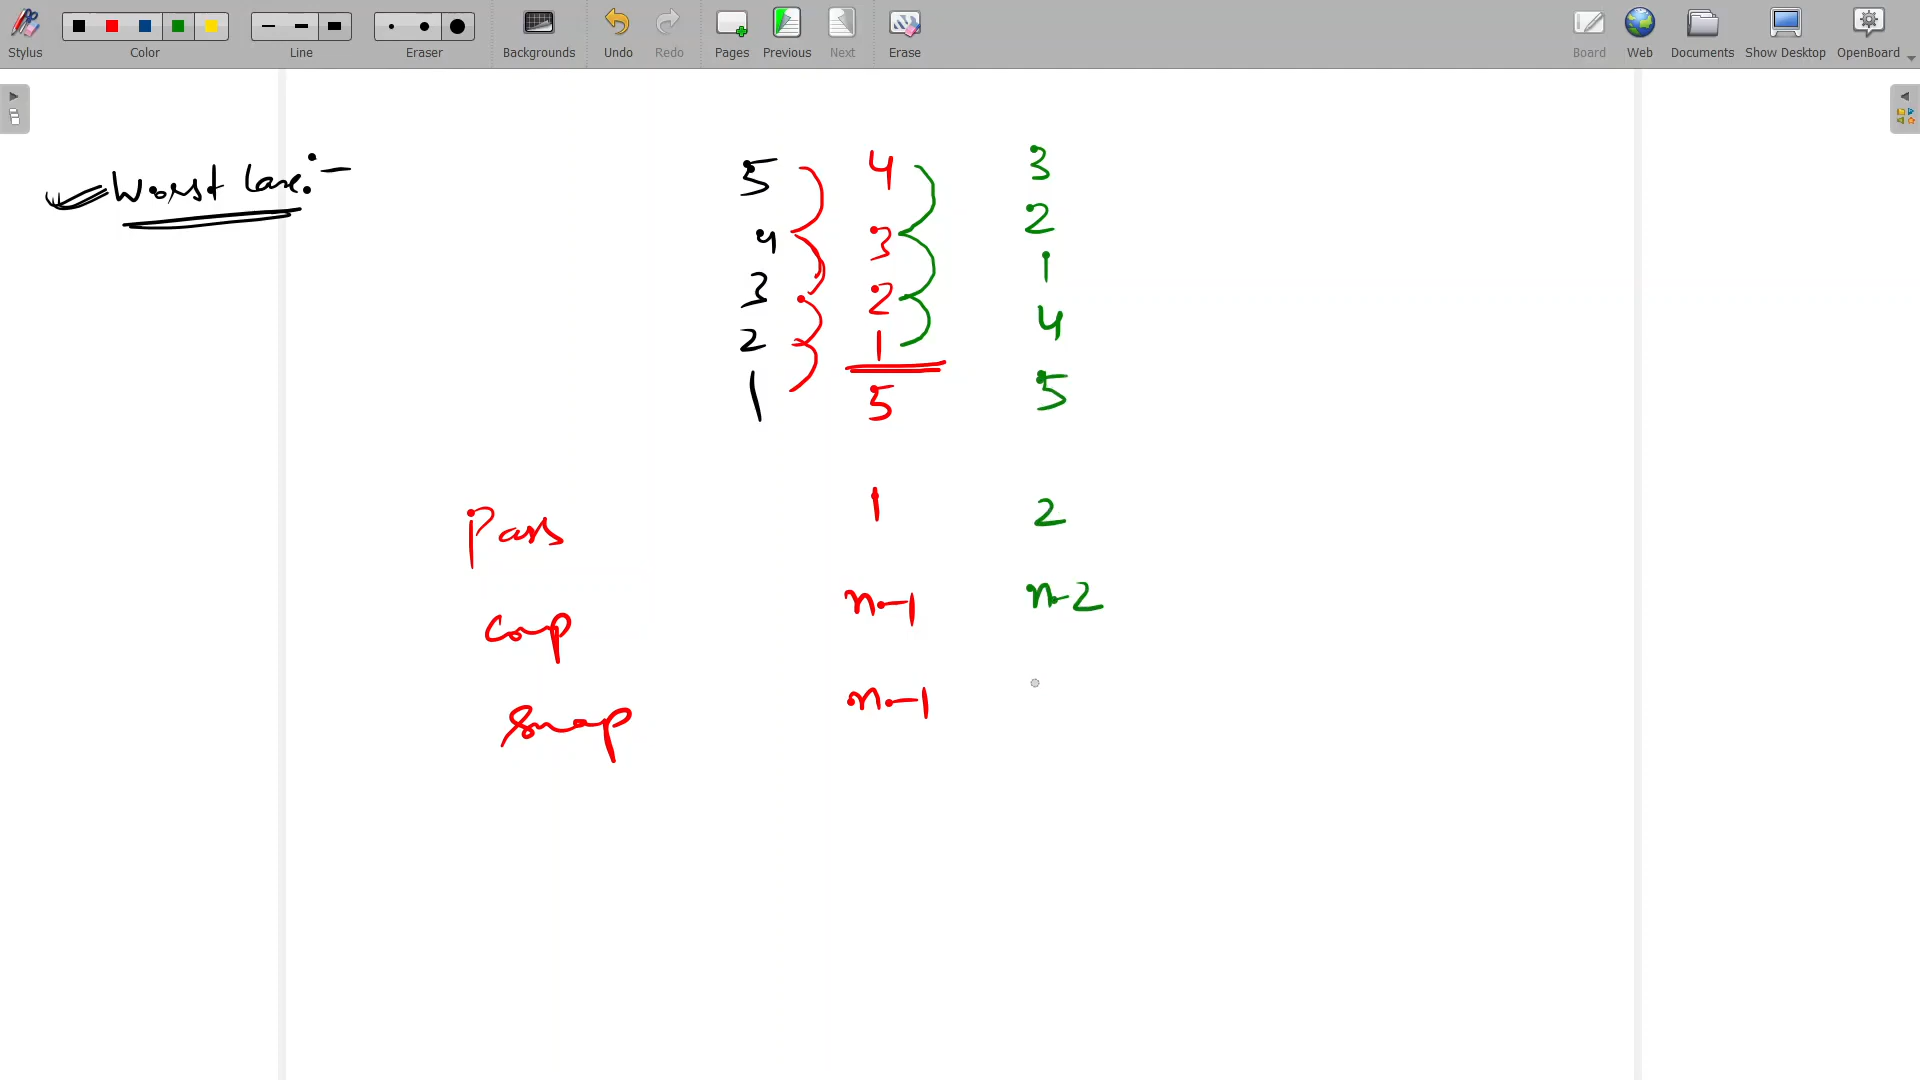 Stylus Color Line Eraser Backgrounds Undo Redo Pages Previous Next Erase Board Web Documents Show Desktop OpenBoard
Worst Case:-
5 4 3
4 3 2
3 2 1
2 1 4
1 5 5
Pass 1 2
Comp n-1 n-2
Swap n-1